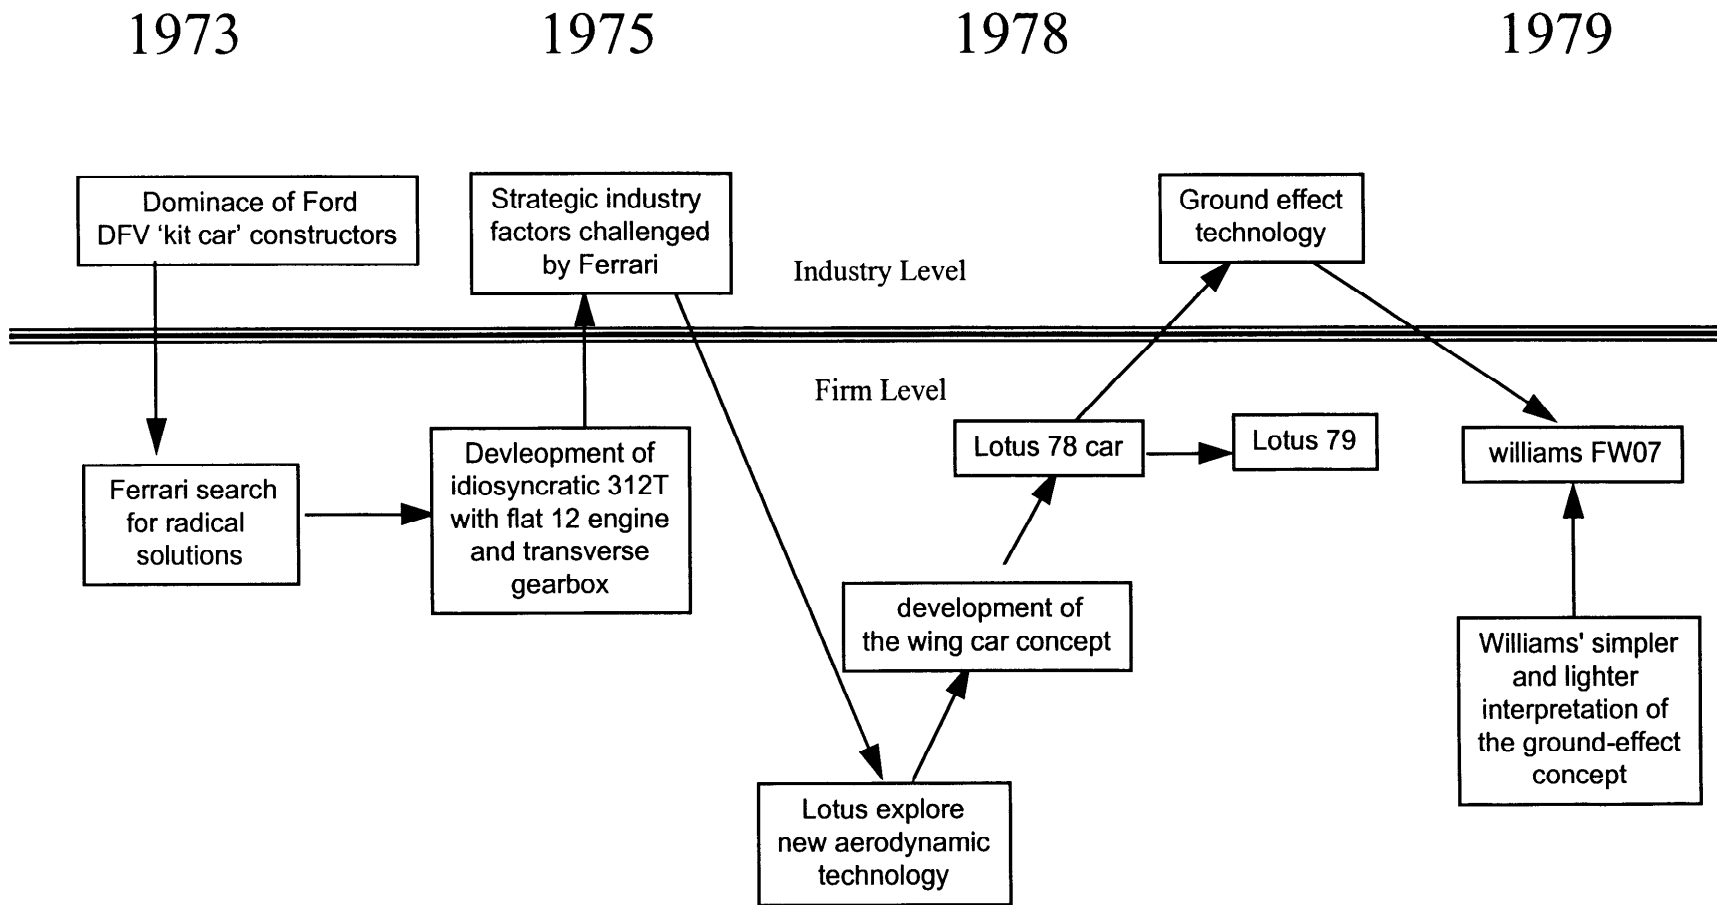 1973
1975
1978
1979
Dominace of Ford
DFV ‘kit car’ constructors
Strategic industry
factors challenged
by Ferrari
Ground effect
technology
Industry Level
Firm Level
Ferrari search
for radical
solutions
Devleopment of
idiosyncratic 312T
with flat 12 engine
and transverse
gearbox
Lotus 78 car
Lotus 79
williams FW07
development of
the wing car concept
Williams' simpler
and lighter
interpretation of
the ground-effect
concept
Lotus explore
new aerodynamic
technology